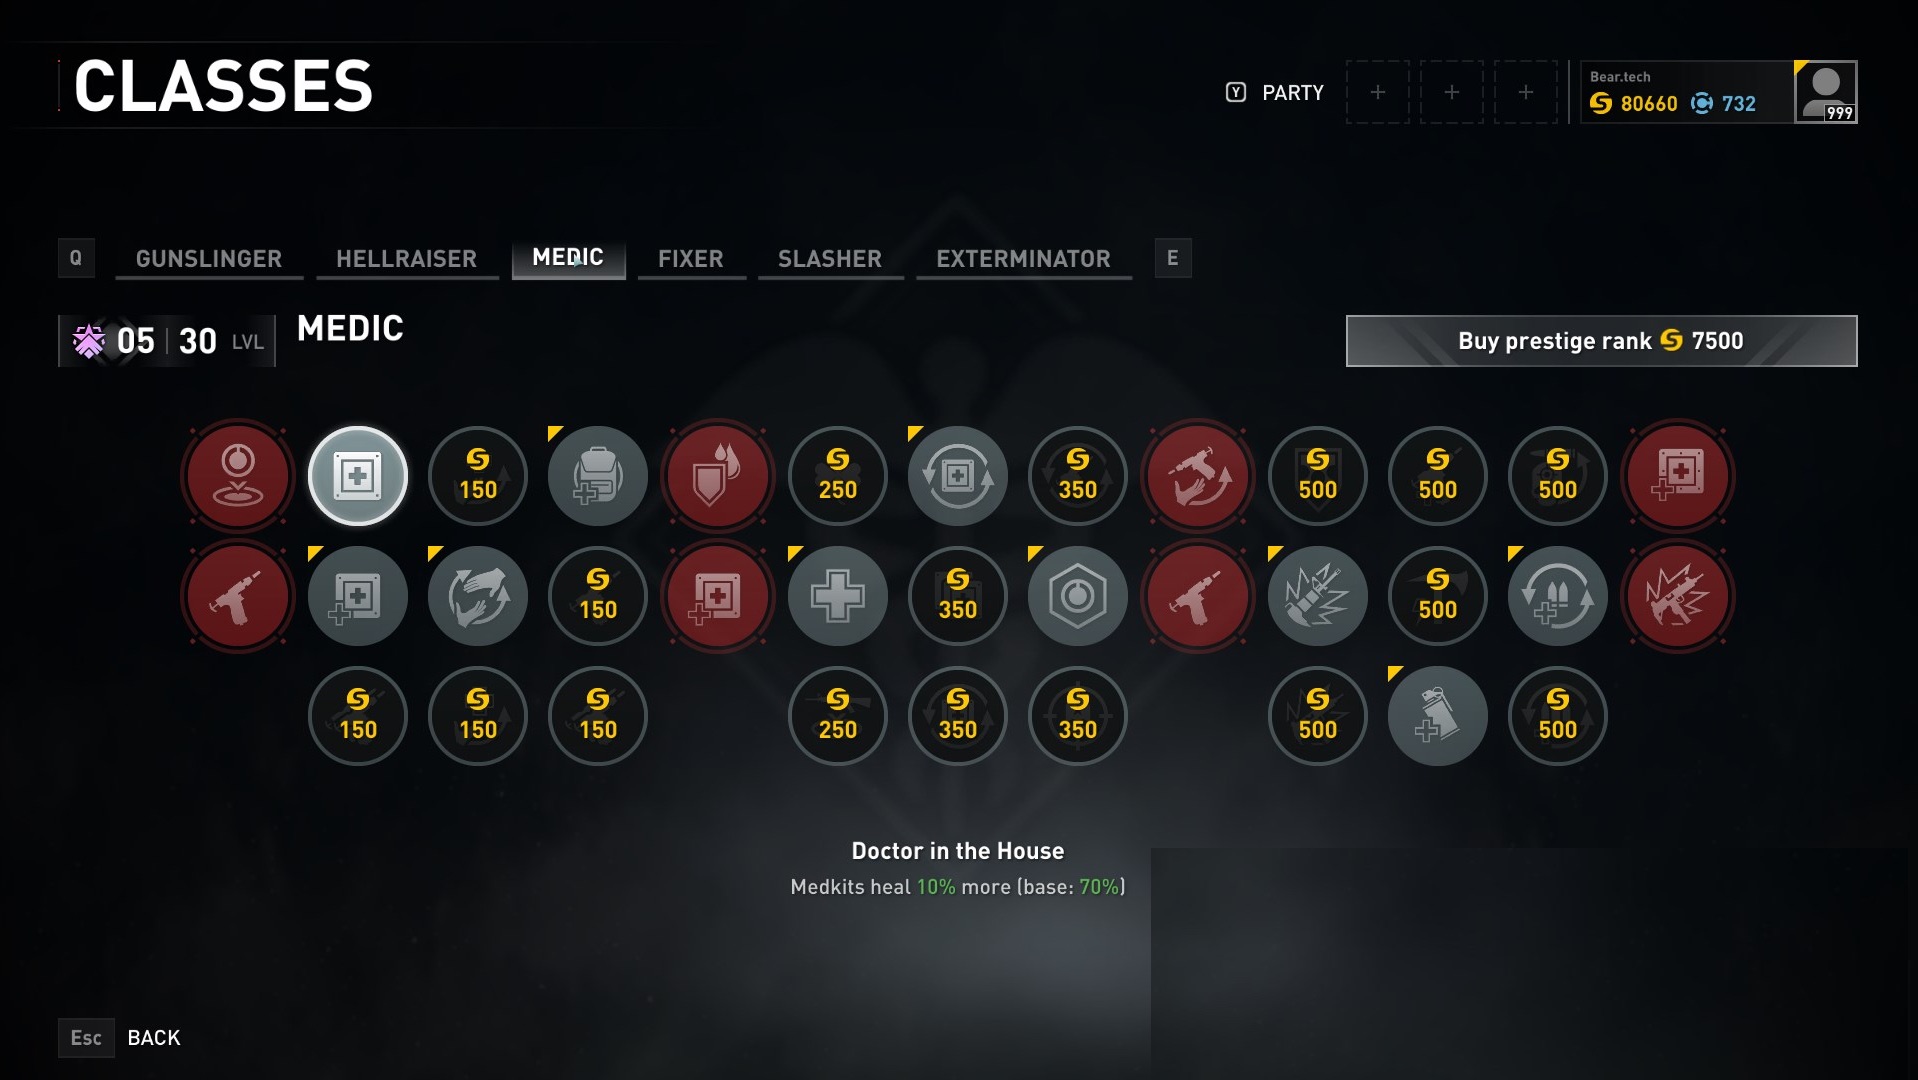 CLASSES
Y PARTY
Bear.tech
80660 732
999
Q GUNSLINGER HELLRAISER MEDIC FIXER SLASHER EXTERMINATOR E
05 | 30 LVL MEDIC
Buy prestige rank 7500
150 250 350 500 500 500
150 350 500
150 150 150 250 350 350 500 500
Doctor in the House
Medkits heal 10% more (base: 70%)
Esc BACK